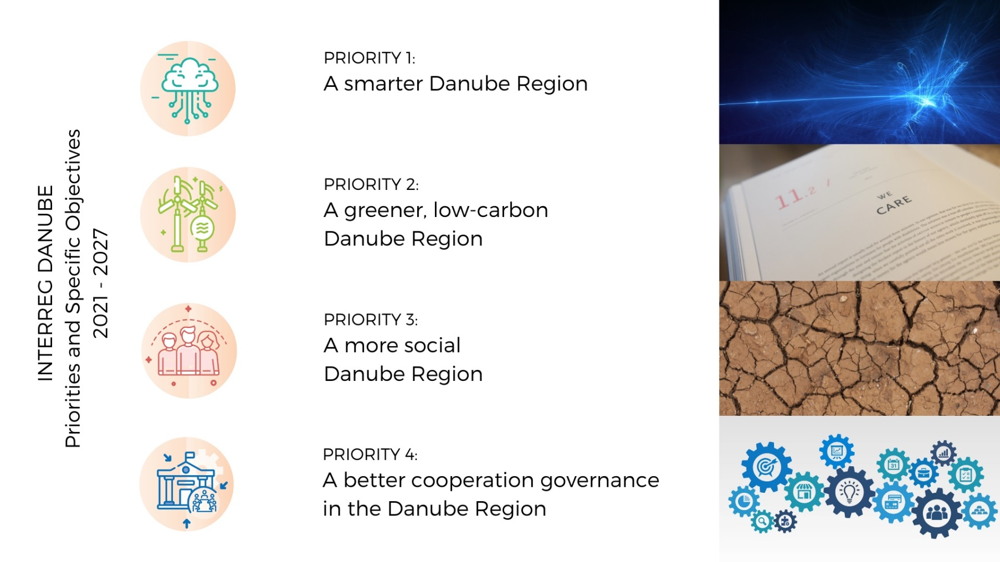 INTERREG DANUBE
Priorities and Specific Objectives
2021 - 2027
PRIORITY 1:
A smarter Danube Region
PRIORITY 2:
A greener, low-carbon
Danube Region
PRIORITY 3:
A more social
Danube Region
PRIORITY 4:
A better cooperation governance
in the Danube Region
11.2 /
WE
CARE
31